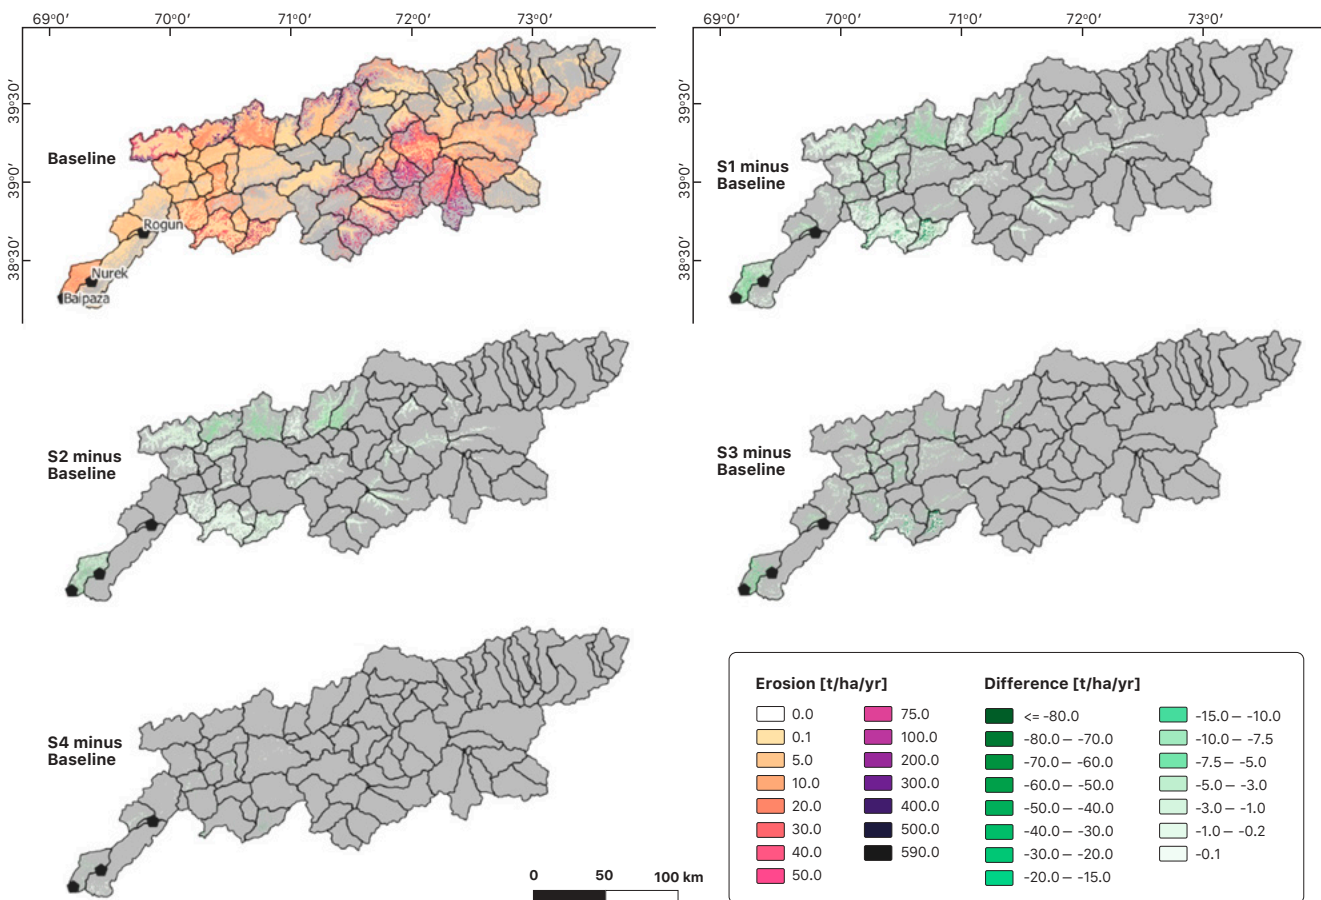 69°0′ 70°0′ 71°0′ 72°0′ 73°0′
69°0′ 70°0′ 71°0′ 72°0′ 73°0′
39°30′
39°0′
38°30′
Baseline
Rogun
Nurek
Baipaza
39°30′
39°0′
38°30′
S1 minus
Baseline
S2 minus
Baseline
S3 minus
Baseline
S4 minus
Baseline
0 50 100 km
Erosion [t/ha/yr]
0.0
0.1
5.0
10.0
20.0
30.0
40.0
50.0
75.0
100.0
200.0
300.0
400.0
500.0
590.0
Difference [t/ha/yr]
<= -80.0
-80.0 – -70.0
-70.0 – -60.0
-60.0 – -50.0
-50.0 – -40.0
-40.0 – -30.0
-30.0 – -20.0
-20.0 – -15.0
-15.0 – -10.0
-10.0 – -7.5
-7.5 – -5.0
-5.0 – -3.0
-3.0 – -1.0
-1.0 – -0.2
-0.1